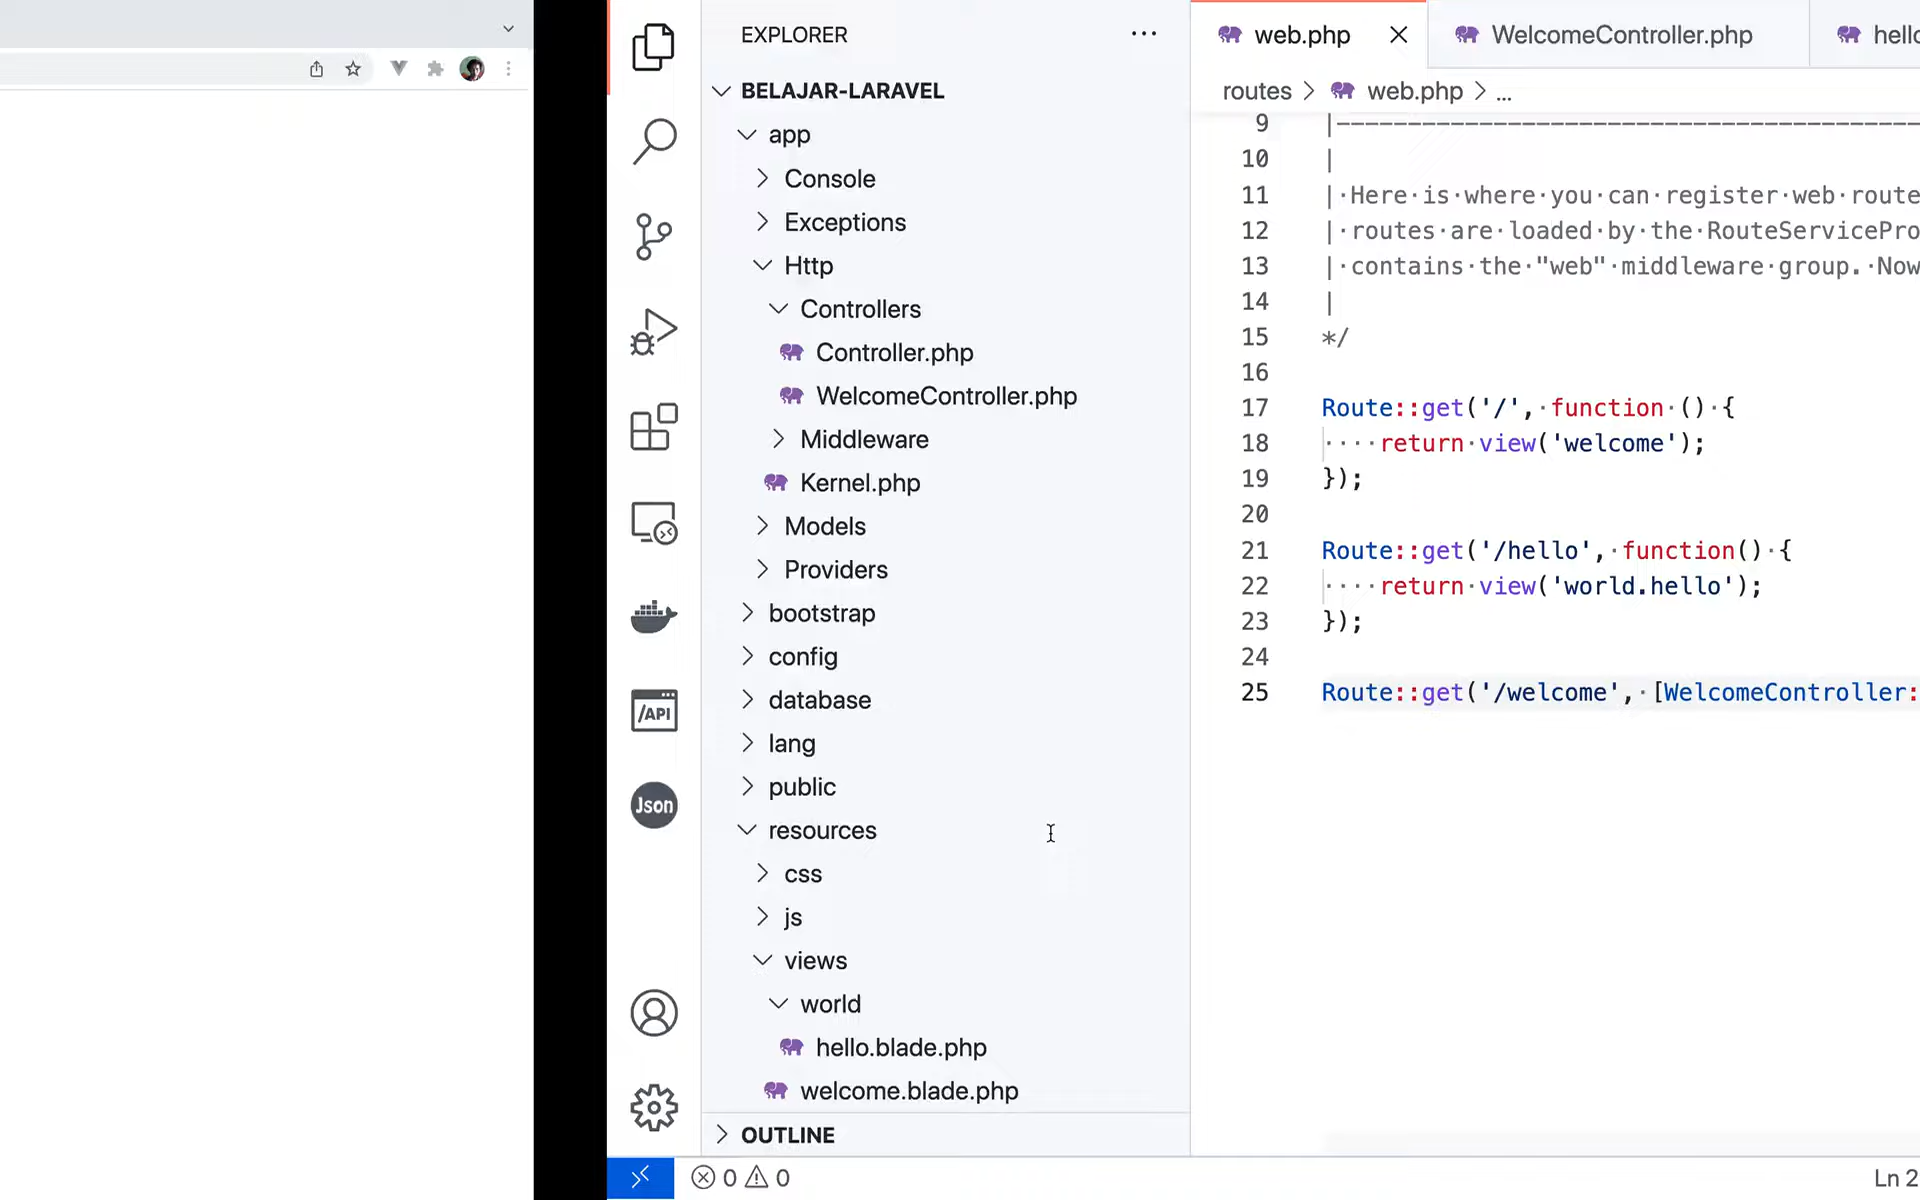 EXPLORER
BELAJAR-LARAVEL
app
Console
Exceptions
Http
Controllers
Controller.php
WelcomeController.php
Middleware
Kernel.php
Models
Providers
bootstrap
config
database
lang
public
resources
css
js
views
world
hello.blade.php
welcome.blade.php
OUTLINE
/API
Json
0 0
web.php WelcomeController.php hello
routes > web.php > ...
9 |---------------------------------------
10 |
11 | Here is where you can register web route
12 | routes are loaded by the RouteServicePro
13 | contains the "web" middleware group. Now
14 |
15 */
16
17 Route::get('/', function () {
18 return view('welcome');
19 });
20
21 Route::get('/hello', function() {
22 return view('world.hello');
23 });
24
25 Route::get('/welcome', [WelcomeController:
Ln 2